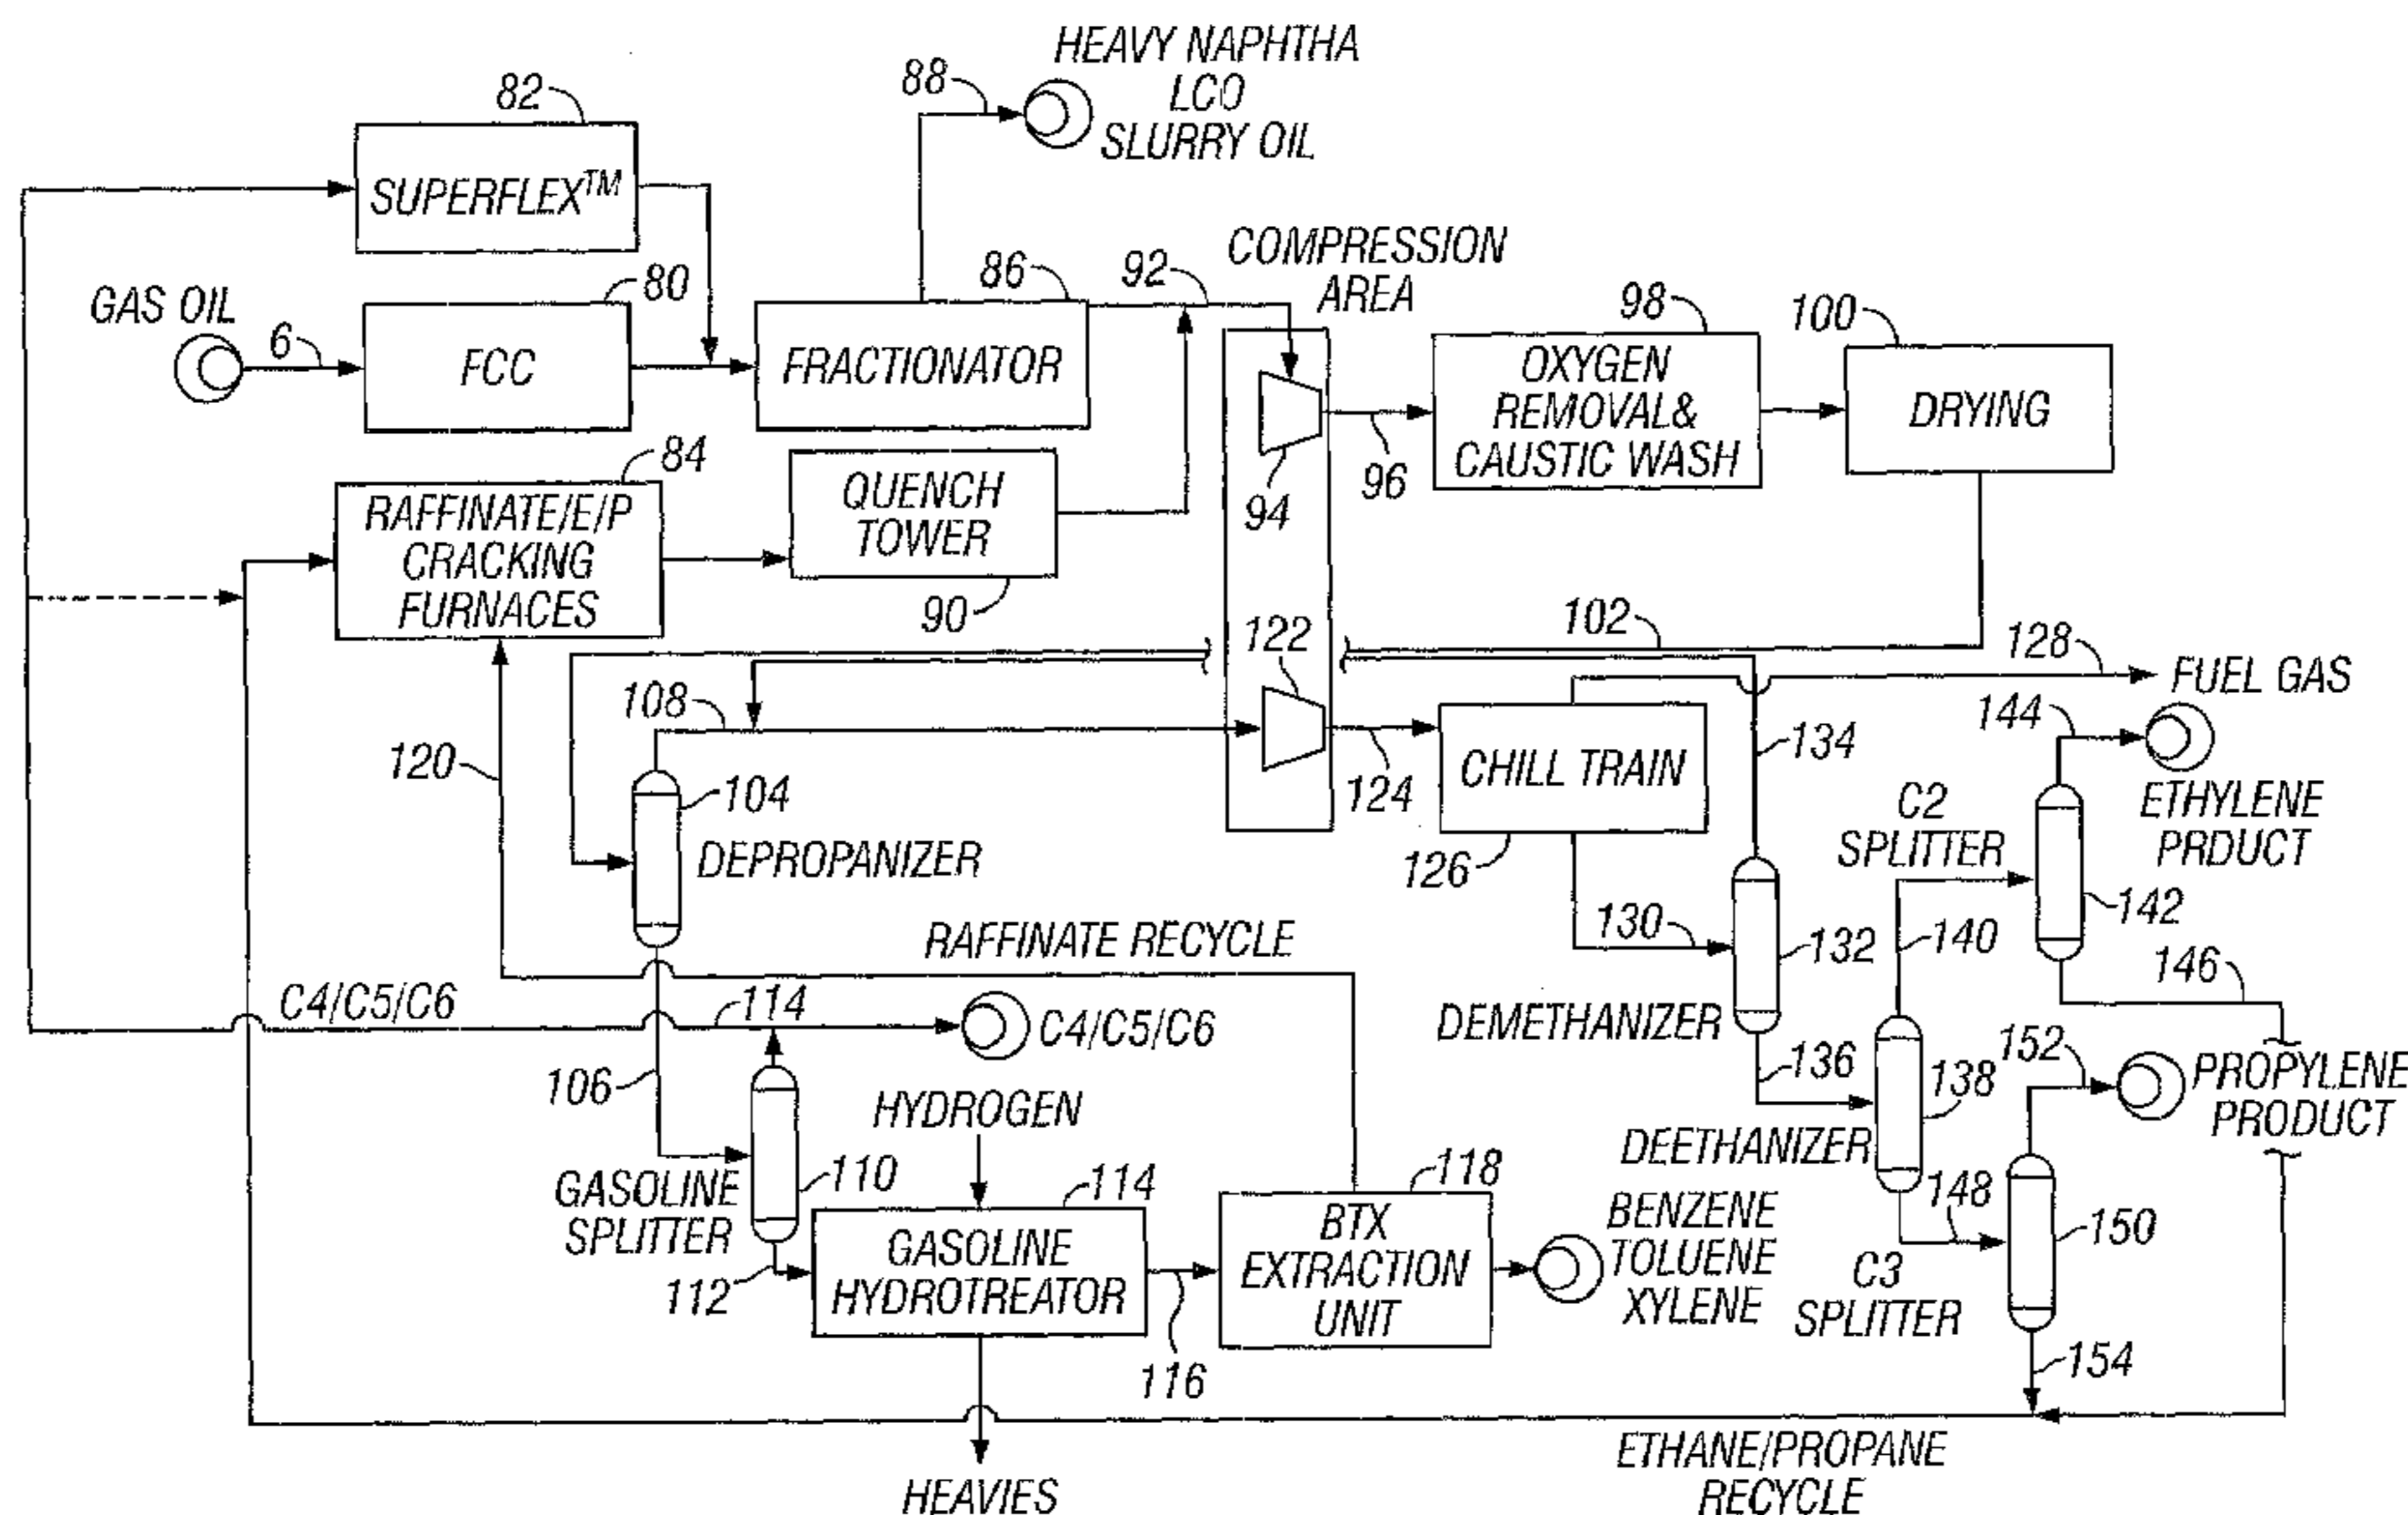 HEAVY NAPHTHA
LCO
SLURRY OIL
88
82
SUPERFLEX™
GAS OIL
6
80
FCC
86
FRACTIONATOR
92
COMPRESSION
AREA
98
OXYGEN
REMOVAL&
CAUSTIC WASH
100
DRYING
94
96
84
RAFFINATE/E/P
CRACKING
FURNACES
QUENCH
TOWER
90
102
122
128
FUEL GAS
108
120
104
DEPROPANIZER
124
CHILL TRAIN
126
134
144
ETHYLENE
PRDUCT
C2
SPLITTER
142
130
132
140
146
RAFFINATE RECYCLE
C4/C5/C6
114
C4/C5/C6
DEMETHANIZER
136
138
152
PROPYLENE
PRODUCT
106
HYDROGEN
GASOLINE
SPLITTER
110
114
GASOLINE
HYDROTREATOR
112
116
118
BTX
EXTRACTION
UNIT
BENZENE
TOLUENE
XYLENE
DEETHANIZER
148
150
C3
SPLITTER
154
ETHANE/PROPANE
RECYCLE
HEAVIES